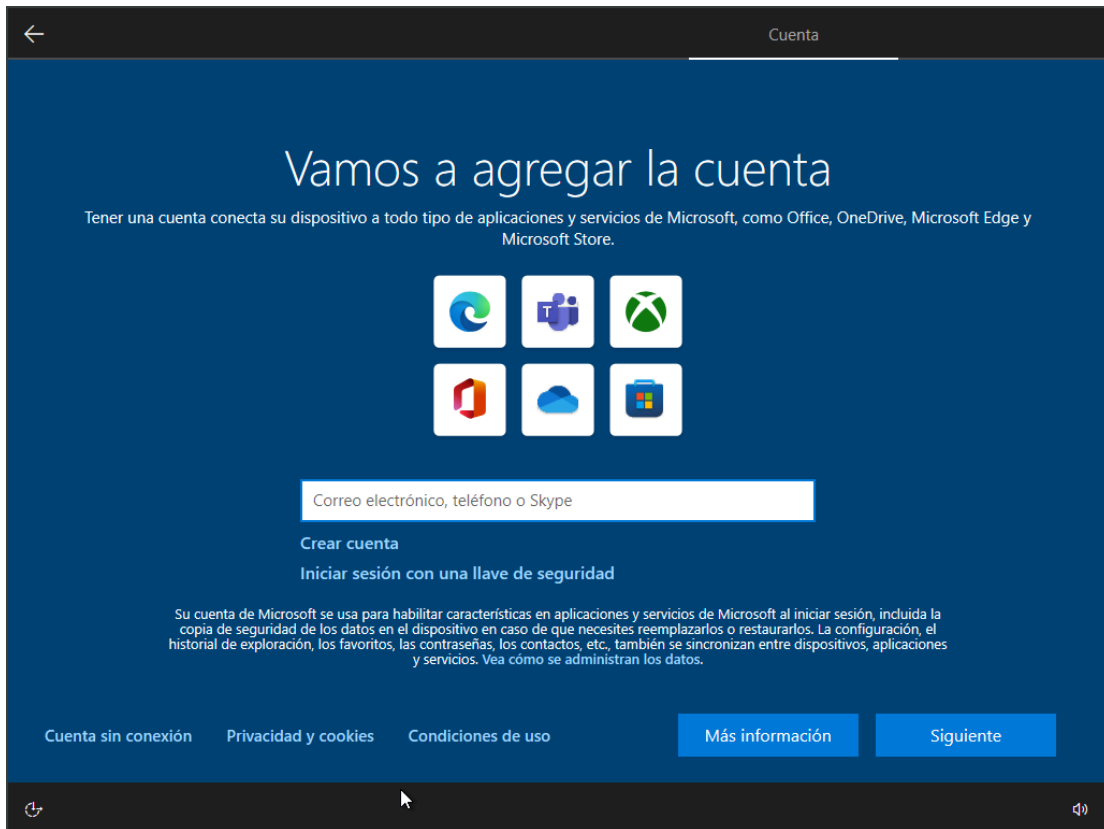 Cuenta
Vamos a agregar la cuenta
Tener una cuenta conecta su dispositivo a todo tipo de aplicaciones y servicios de Microsoft, como Office, OneDrive, Microsoft Edge y
Microsoft Store.
Correo electrónico, teléfono o Skype
Crear cuenta
Iniciar sesión con una llave de seguridad
Su cuenta de Microsoft se usa para habilitar características en aplicaciones y servicios de Microsoft al iniciar sesión, incluida la
copia de seguridad de los datos en el dispositivo en caso de que necesites reemplazarlos o restaurarlos. La configuración, el
historial de exploración, los favoritos, las contraseñas, los contactos, etc., también se sincronizan entre dispositivos, aplicaciones
y servicios. Vea cómo se administran los datos.
Cuenta sin conexión Privacidad y cookies Condiciones de uso Más información Siguiente